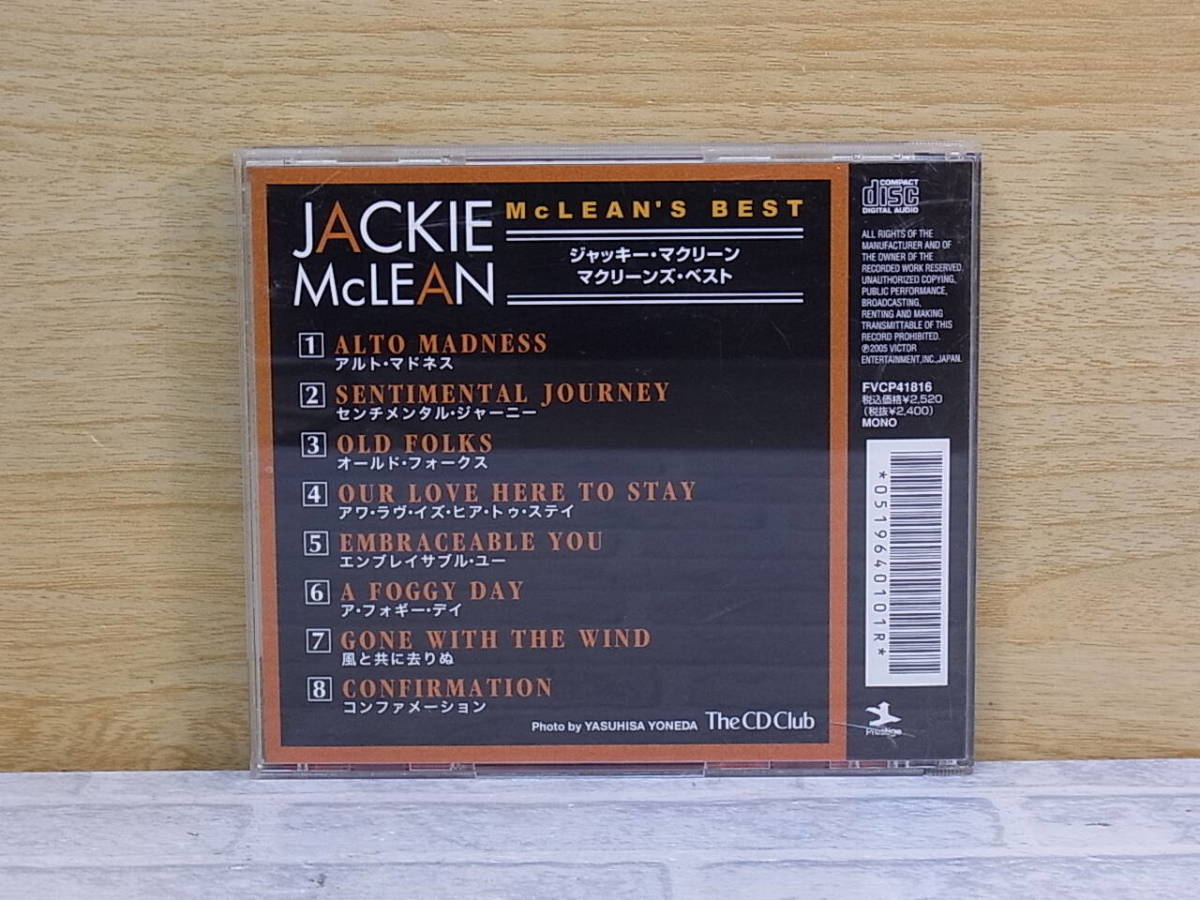 JACKIE
McLEAN
McLEAN'S BEST
ジャッキー・マクリーン
マクリーンズ・ベスト
1 ALTO MADNESS
アルト・マドネス
2 SENTIMENTAL JOURNEY
センチメンタル・ジャーニー
3 OLD FOLKS
オールド・フォークス
4 OUR LOVE HERE TO STAY
アワ・ラヴ・イズ・ヒア・トゥ・ステイ
5 EMBRACEABLE YOU
エンブレイサブル・ユー
6 A FOGGY DAY
ア・フォギー・デイ
7 GONE WITH THE WIND
風と共に去りぬ
8 CONFIRMATION
コンファメーション
Photo by YASUHISA YONEDA The CD Club
COMPACT
disc
DIGITAL AUDIO
ALL RIGHTS OF THE
MANUFACTURER AND OF
THE OWNER OF THE
RECORDED WORK RESERVED.
UNAUTHORIZED COPYING,
PUBLIC PERFORMANCE,
BROADCASTING,
RENTING AND MAKING
TRANSMITTABLE OF THIS
RECORD PROHIBITED.
℗2005 VICTOR
ENTERTAINMENT,INC.,JAPAN.
FVCP41816
税込価格¥2,520
(税抜¥2,400)
MONO
*0519640101R*
Prestige